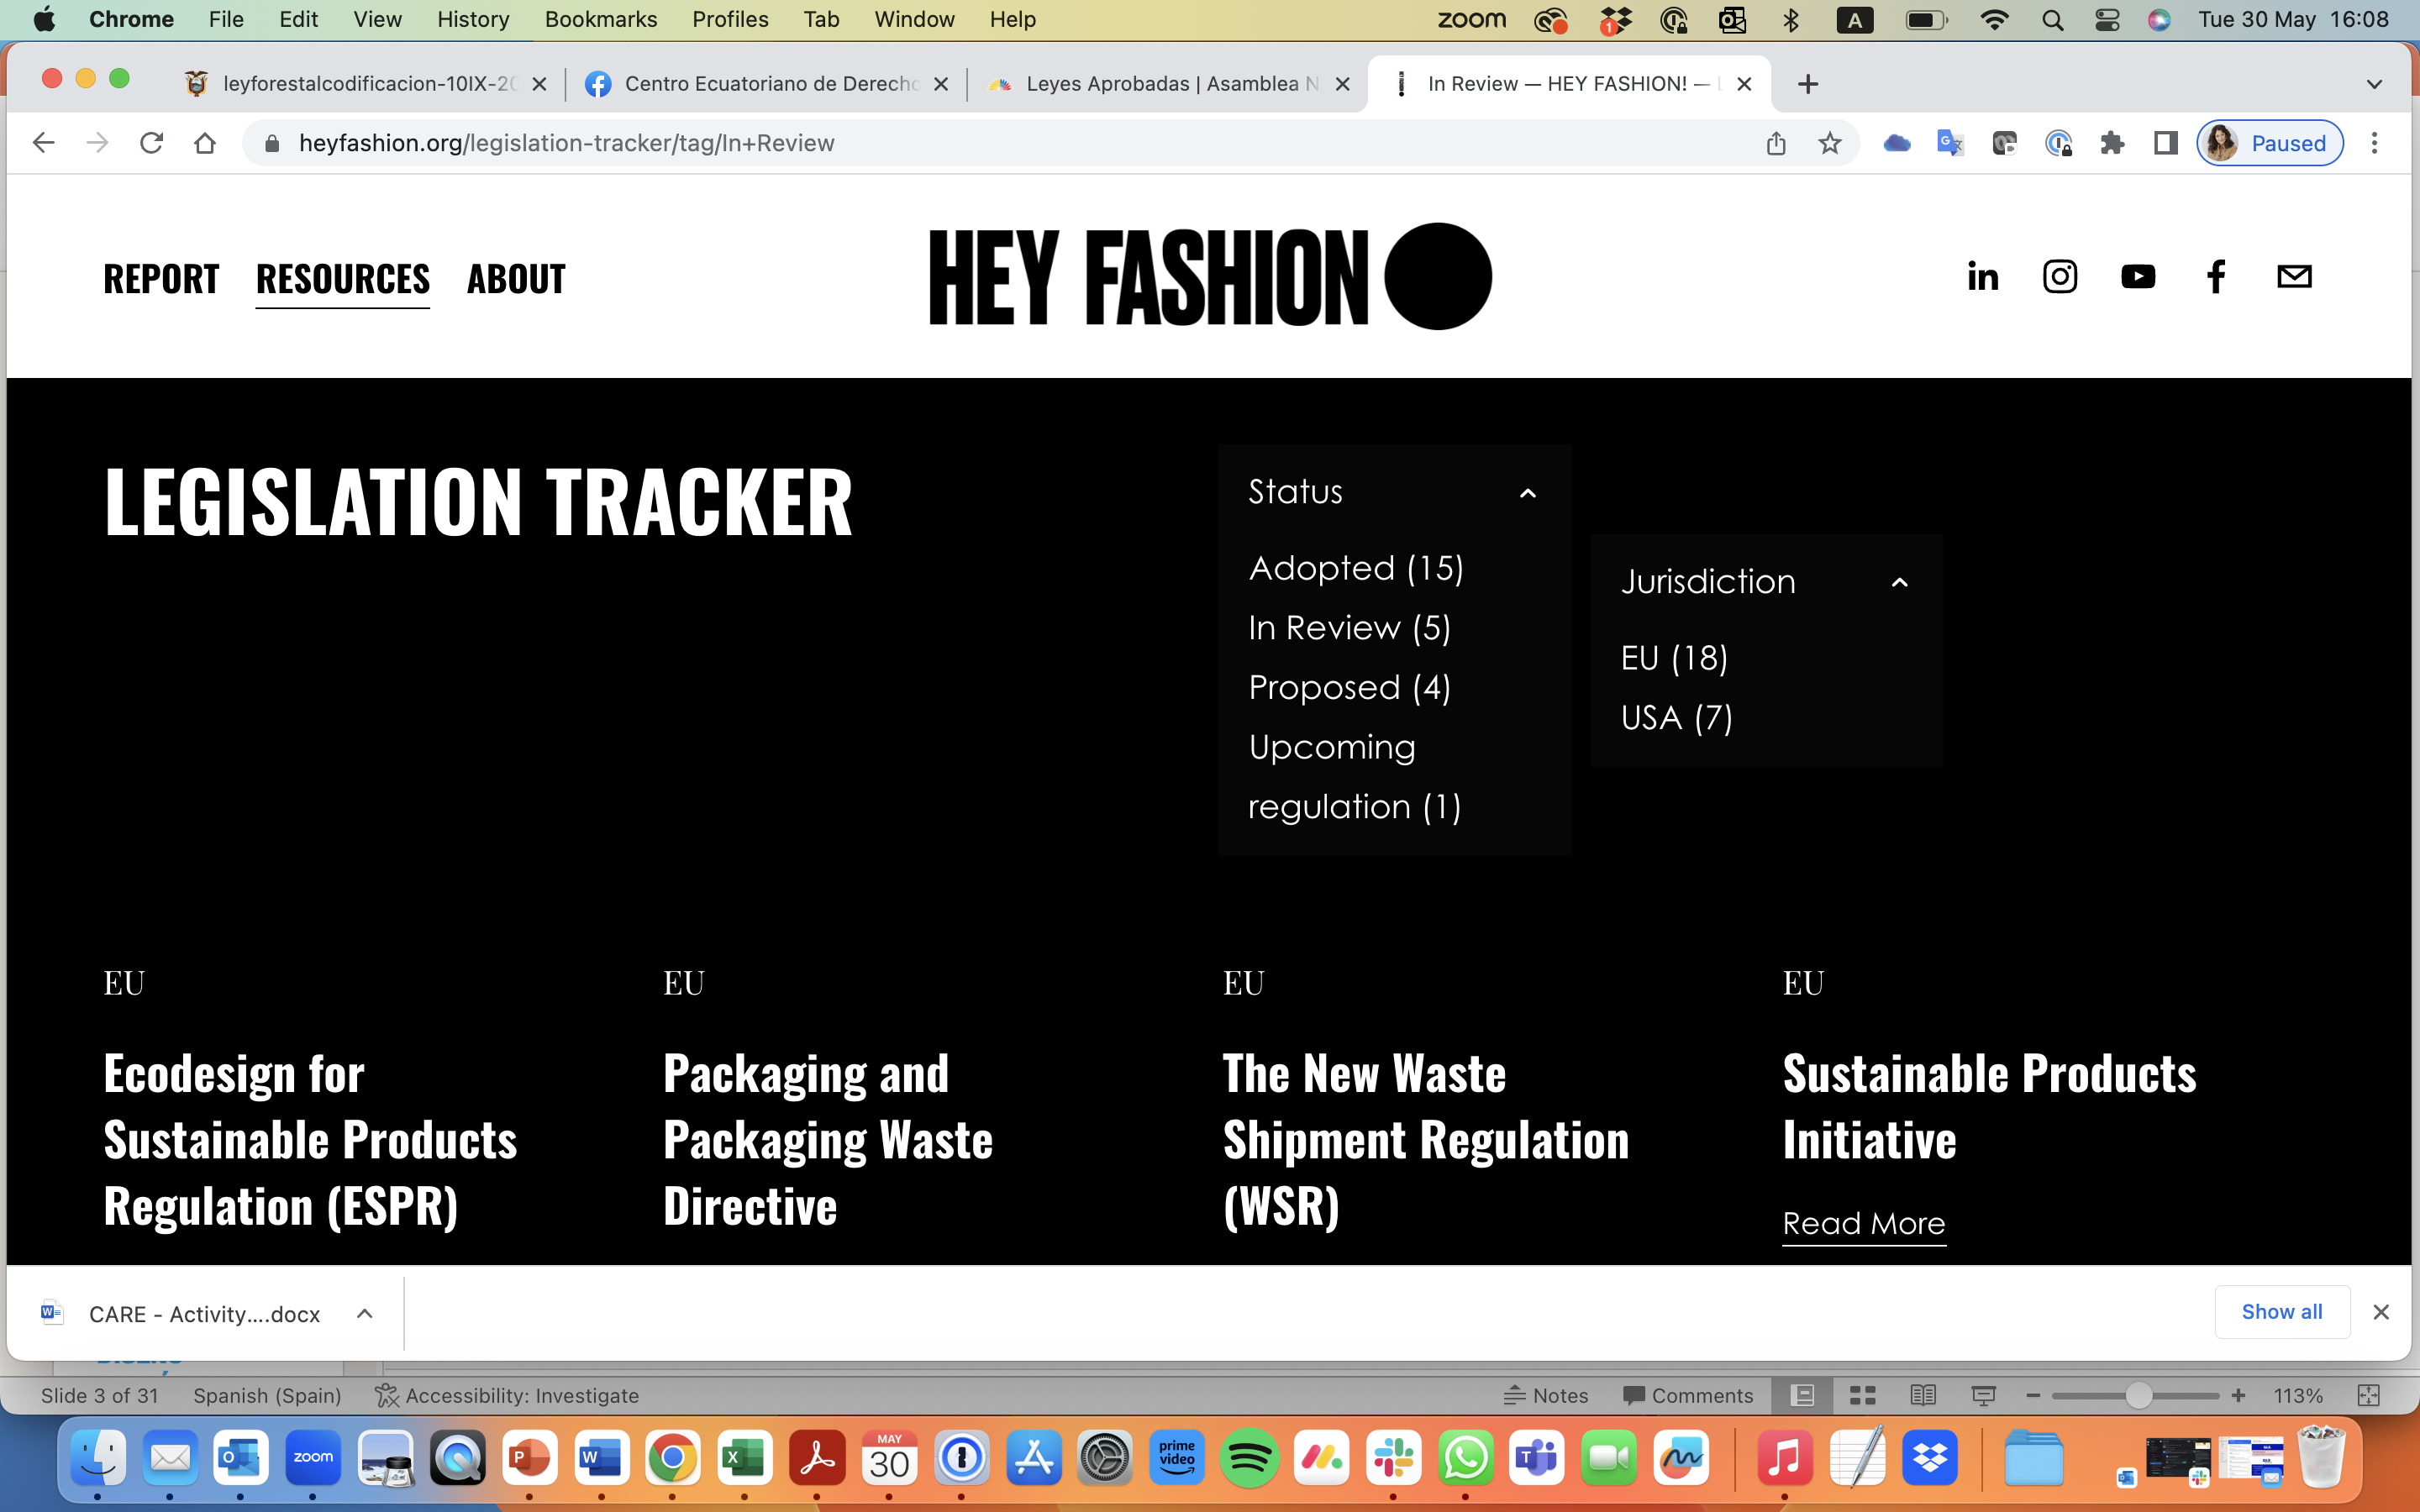 Chrome File Edit View History Bookmarks Profiles Tab Window Help zoom 1 A Tue 30 May 16:08
leyforestalcodificacion-10IX-20 Centro Ecuatoriano de Derecho Leyes Aprobadas | Asamblea N In Review — HEY FASHION! —
heyfashion.org/legislation-tracker/tag/In+Review Paused
REPORT RESOURCES ABOUT
HEY FASHION
LEGISLATION TRACKER
Status
Adopted (15)
In Review (5)
Proposed (4)
Upcoming
regulation (1)
Jurisdiction
EU (18)
USA (7)
EU
Ecodesign for
Sustainable Products
Regulation (ESPR)
EU
Packaging and
Packaging Waste
Directive
EU
The New Waste
Shipment Regulation
(WSR)
EU
Sustainable Products
Initiative
Read More
CARE - Activity....docx
Show all
Slide 3 of 31 Spanish (Spain) Accessibility: Investigate Notes Comments 113%
zoom
MAY
30
prime
video